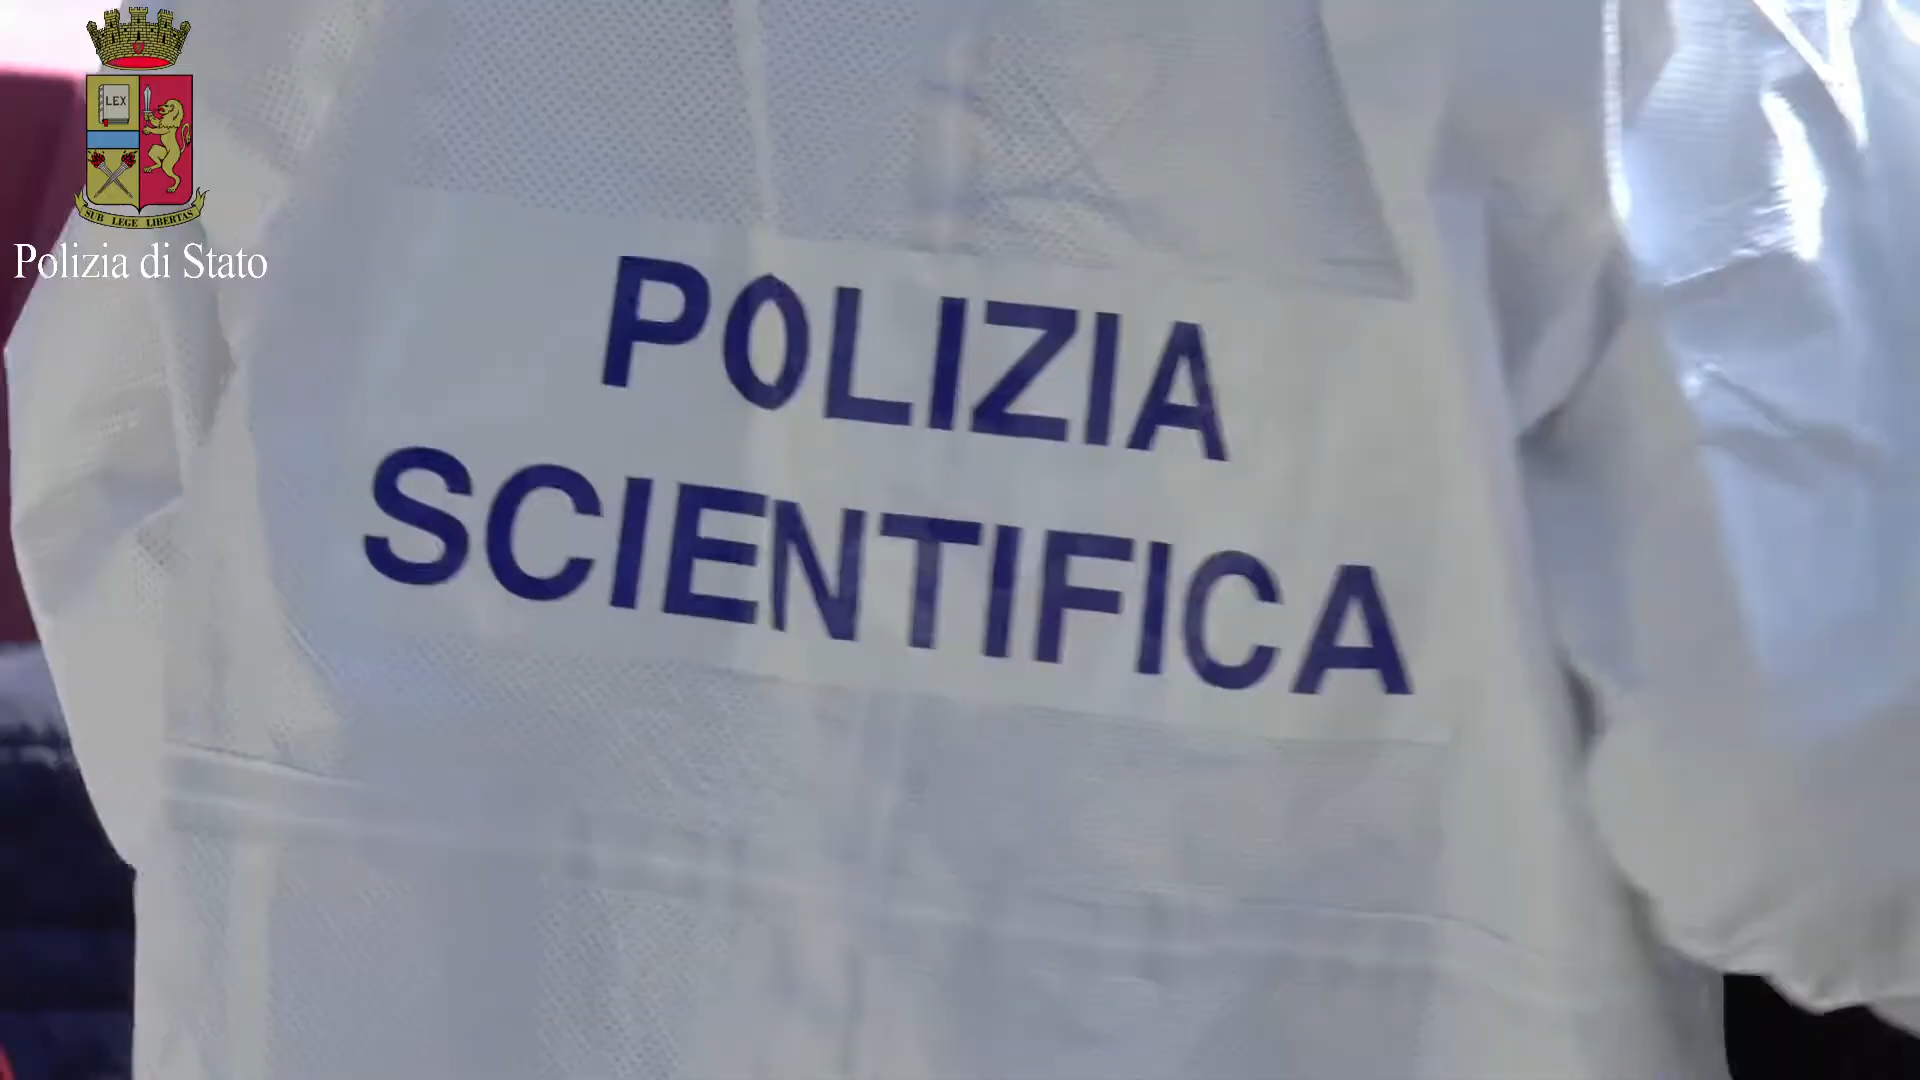 LEX
SUB LEGE LIBERTAS
Polizia di Stato
POLIZIA
SCIENTIFICA